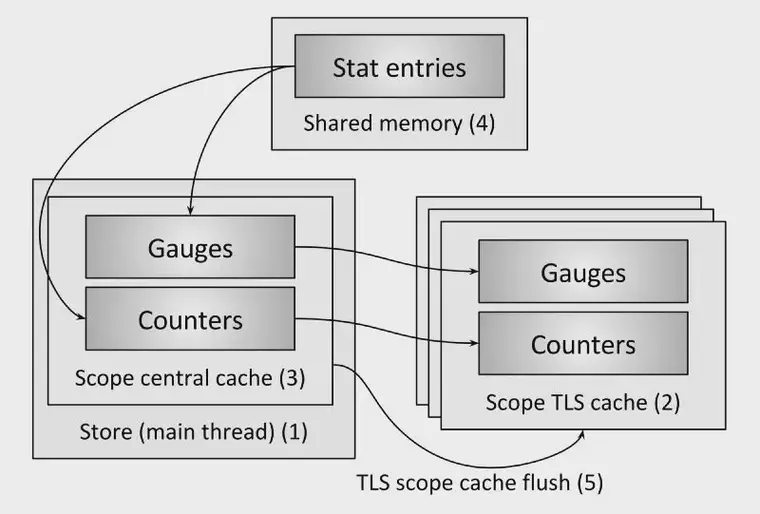 Stat entries
Shared memory (4)
Gauges
Counters
Scope central cache (3)
Store (main thread) (1)
Gauges
Counters
Scope TLS cache (2)
TLS scope cache flush (5)